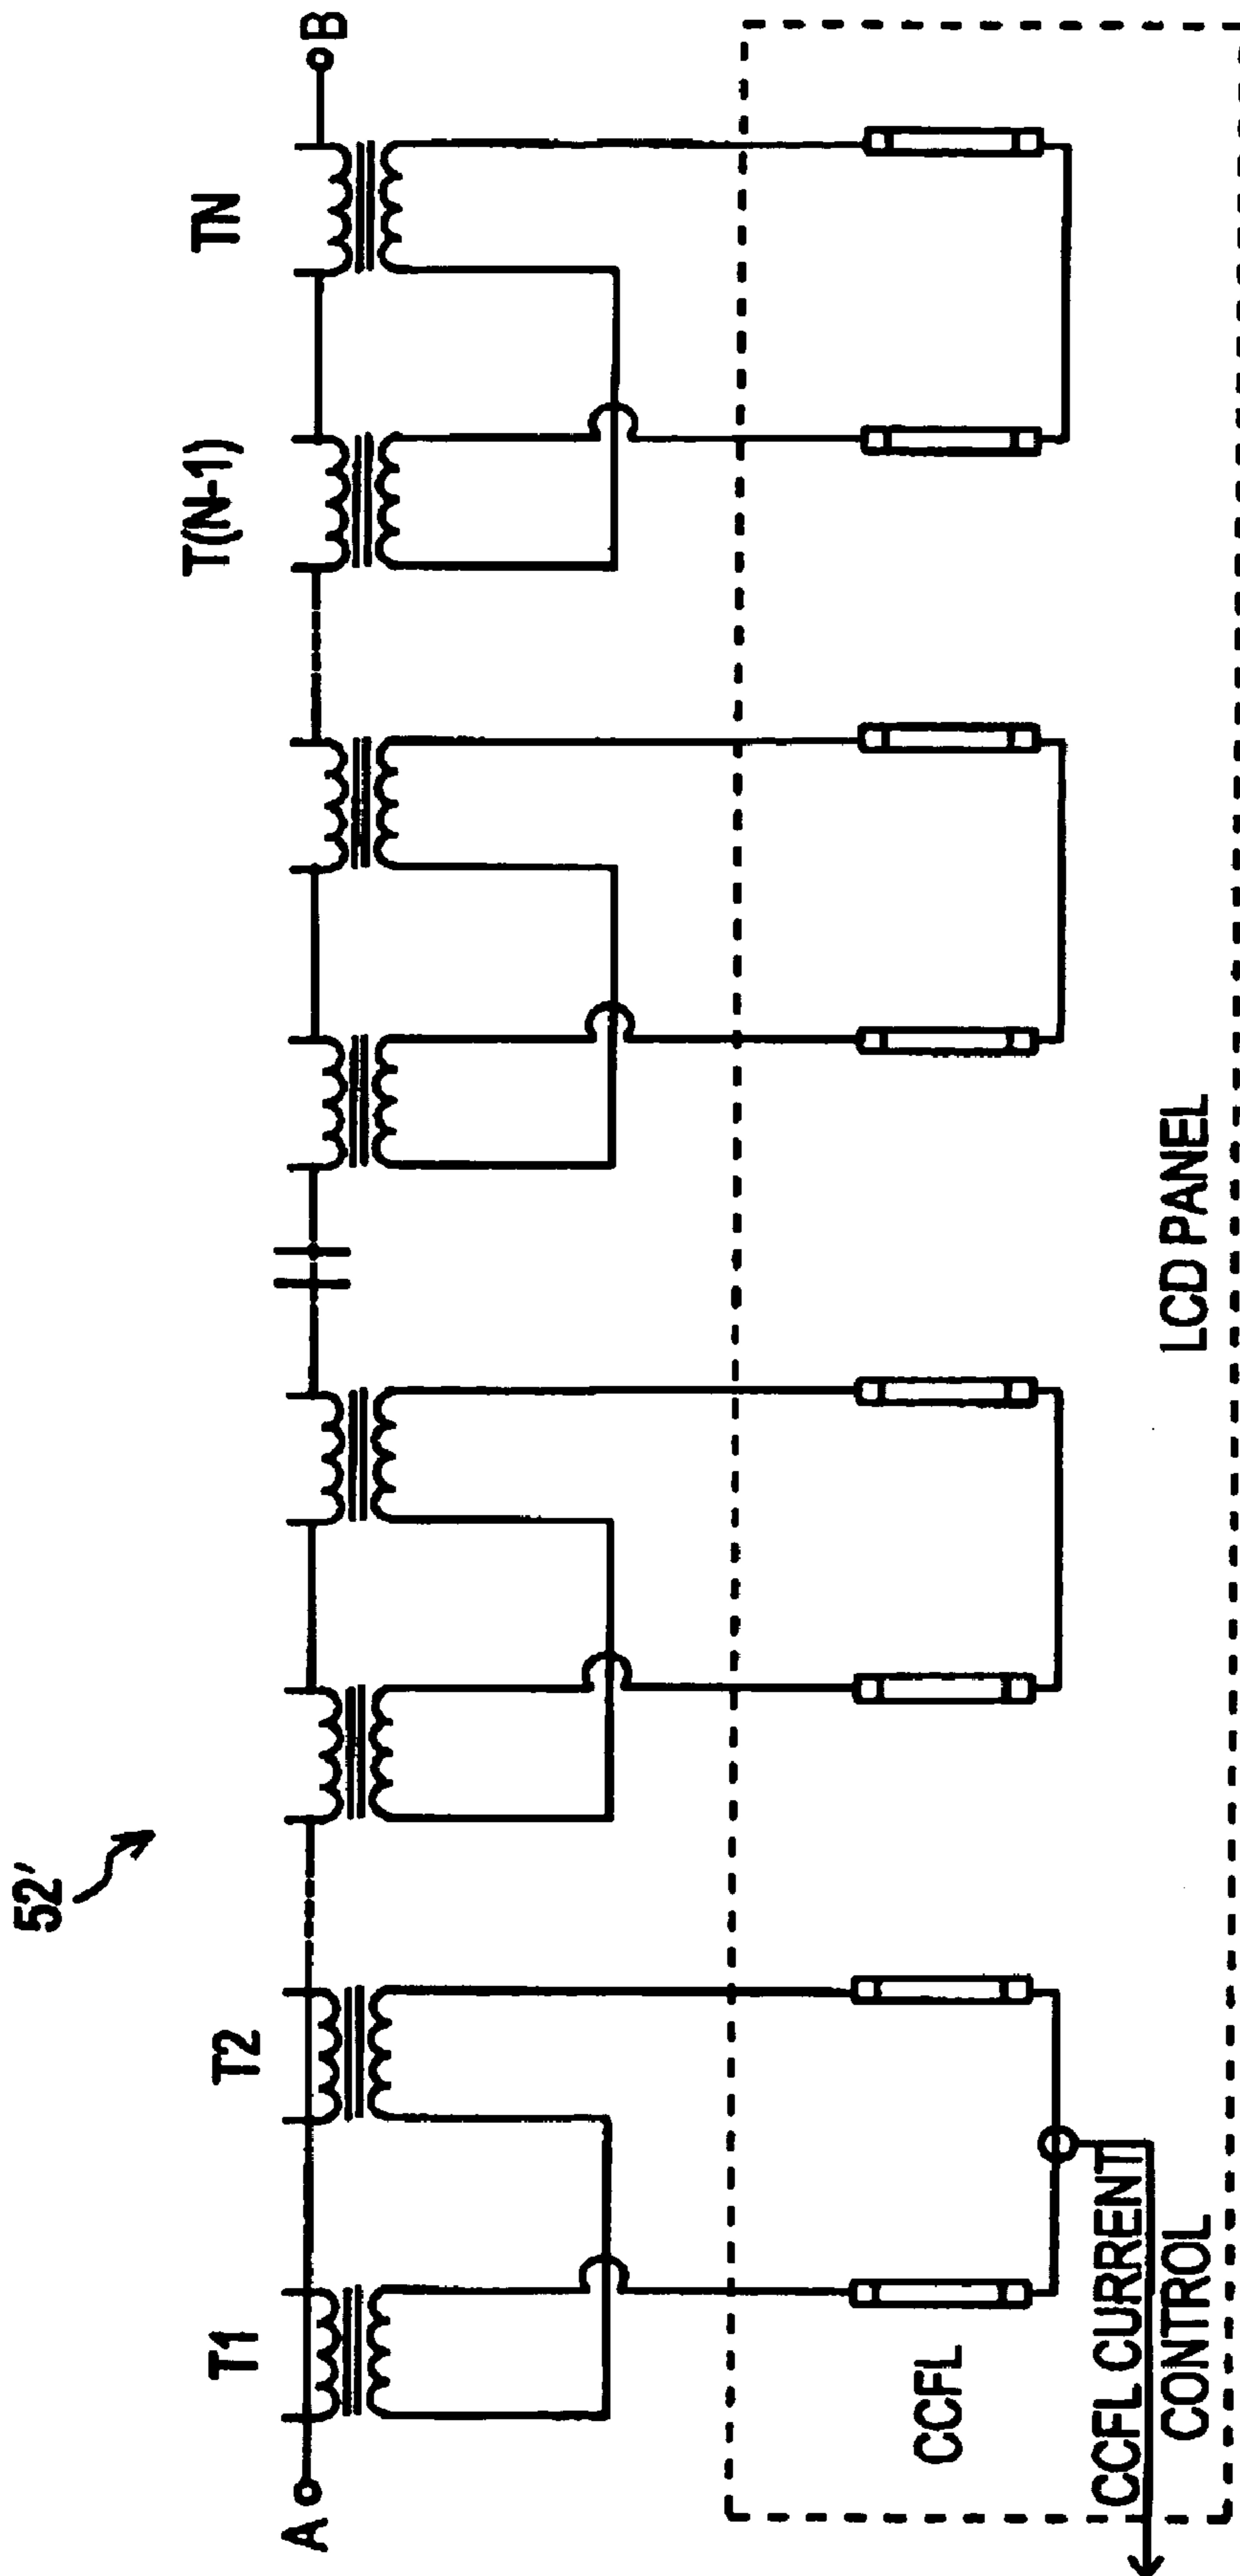 52'
A
T1
T2
T(N-1)
TN
B
CCFL
CCFL CURRENT
CONTROL
LCD PANEL